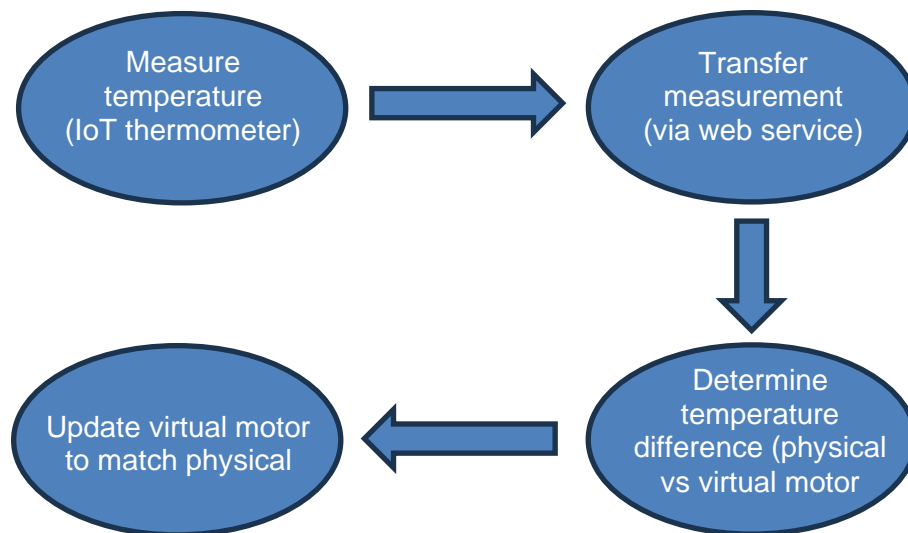 Measure
temperature
(IoT thermometer)
Transfer
measurement
(via web service)
Determine
temperature
difference (physical
vs virtual motor
Update virtual motor
to match physical